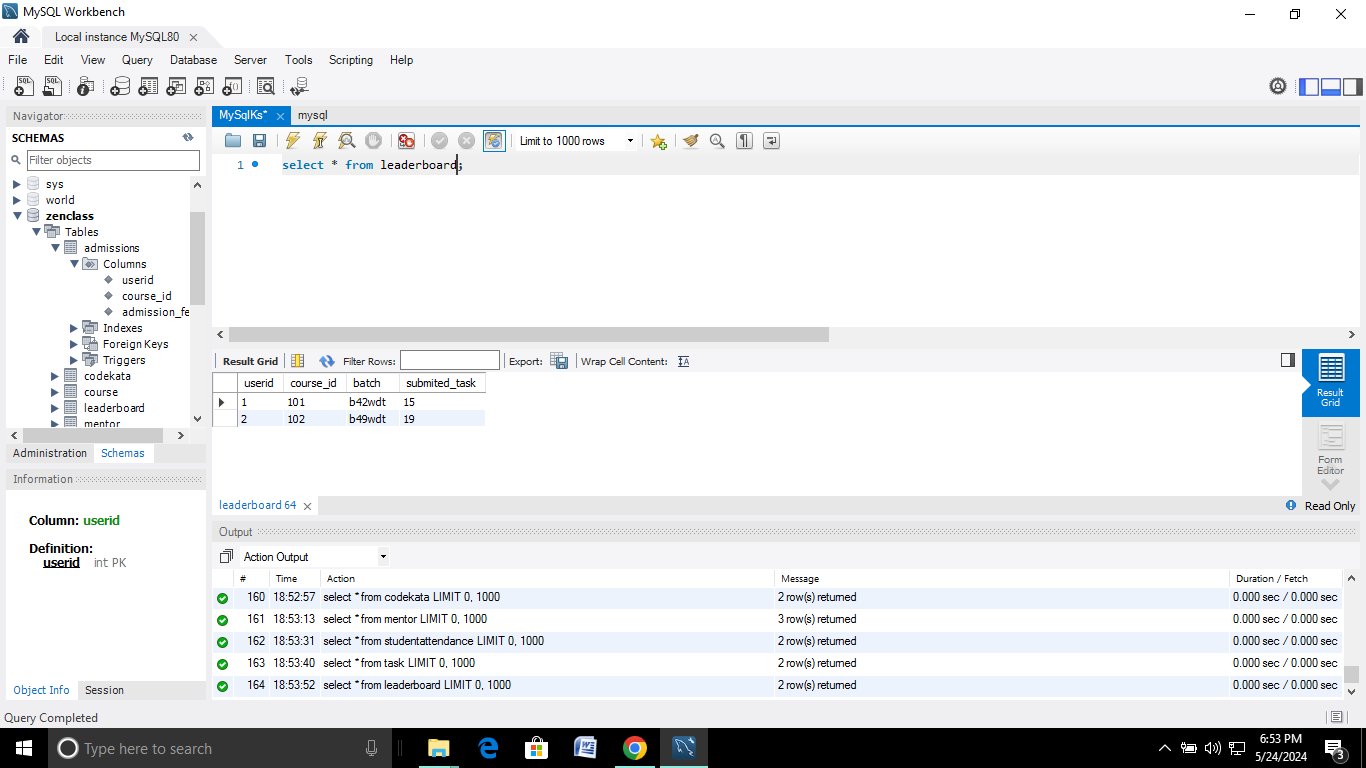 MySQL Workbench
Local instance MySQL80
File Edit View Query Database Server Tools Scripting Help
Navigator
SCHEMAS
Filter objects
sys
world
zenclass
Tables
admissions
Columns
userid
course_id
admission_fe
Indexes
Foreign Keys
Triggers
codekata
course
leaderboard
mentor
Administration Schemas
Information
Column: userid
Definition:
userid int PK
Object Info Session
MySqlKs* mysql
Limit to 1000 rows
1 select * from leaderboard;
Result Grid Filter Rows: Export: Wrap Cell Content:
userid course_id batch submited_task
1 101 b42wdt 15
2 102 b49wdt 19
Result
Grid
Form
Editor
leaderboard 64
Read Only
Output
Action Output
# Time Action Message Duration / Fetch
160 18:52:57 select * from codekata LIMIT 0, 1000 2 row(s) returned 0.000 sec / 0.000 sec
161 18:53:13 select * from mentor LIMIT 0, 1000 3 row(s) returned 0.000 sec / 0.000 sec
162 18:53:31 select * from studentattendance LIMIT 0, 1000 2 row(s) returned 0.000 sec / 0.000 sec
163 18:53:40 select * from task LIMIT 0, 1000 2 row(s) returned 0.000 sec / 0.000 sec
164 18:53:52 select * from leaderboard LIMIT 0, 1000 2 row(s) returned 0.000 sec / 0.000 sec
Query Completed
Type here to search
6:53 PM
5/24/2024
3